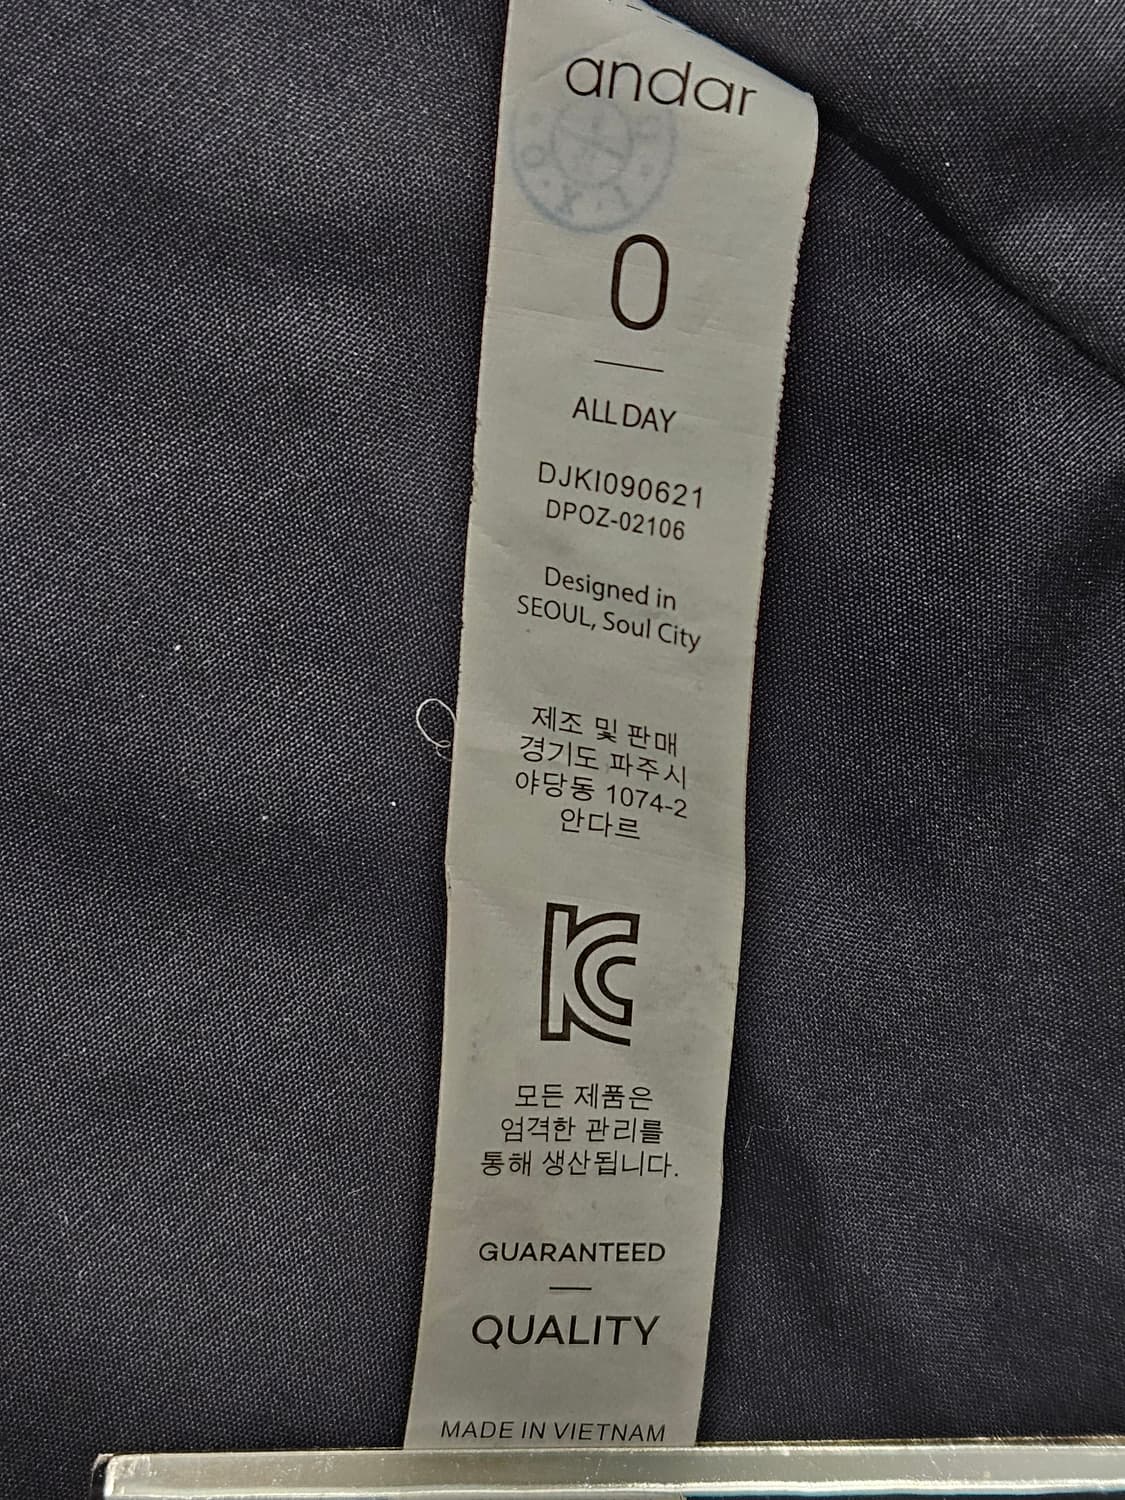 andar
0
ALLDAY
DJKI090621
DPOZ-02106
Designed in
SEOUL, Soul City
제조 및 판매
경기도 파주시
야당동 1074-2
안다르
KC
모든 제품은
엄격한 관리를
통해 생산됩니다.
GUARANTEED
QUALITY
MADE IN VIETNAM